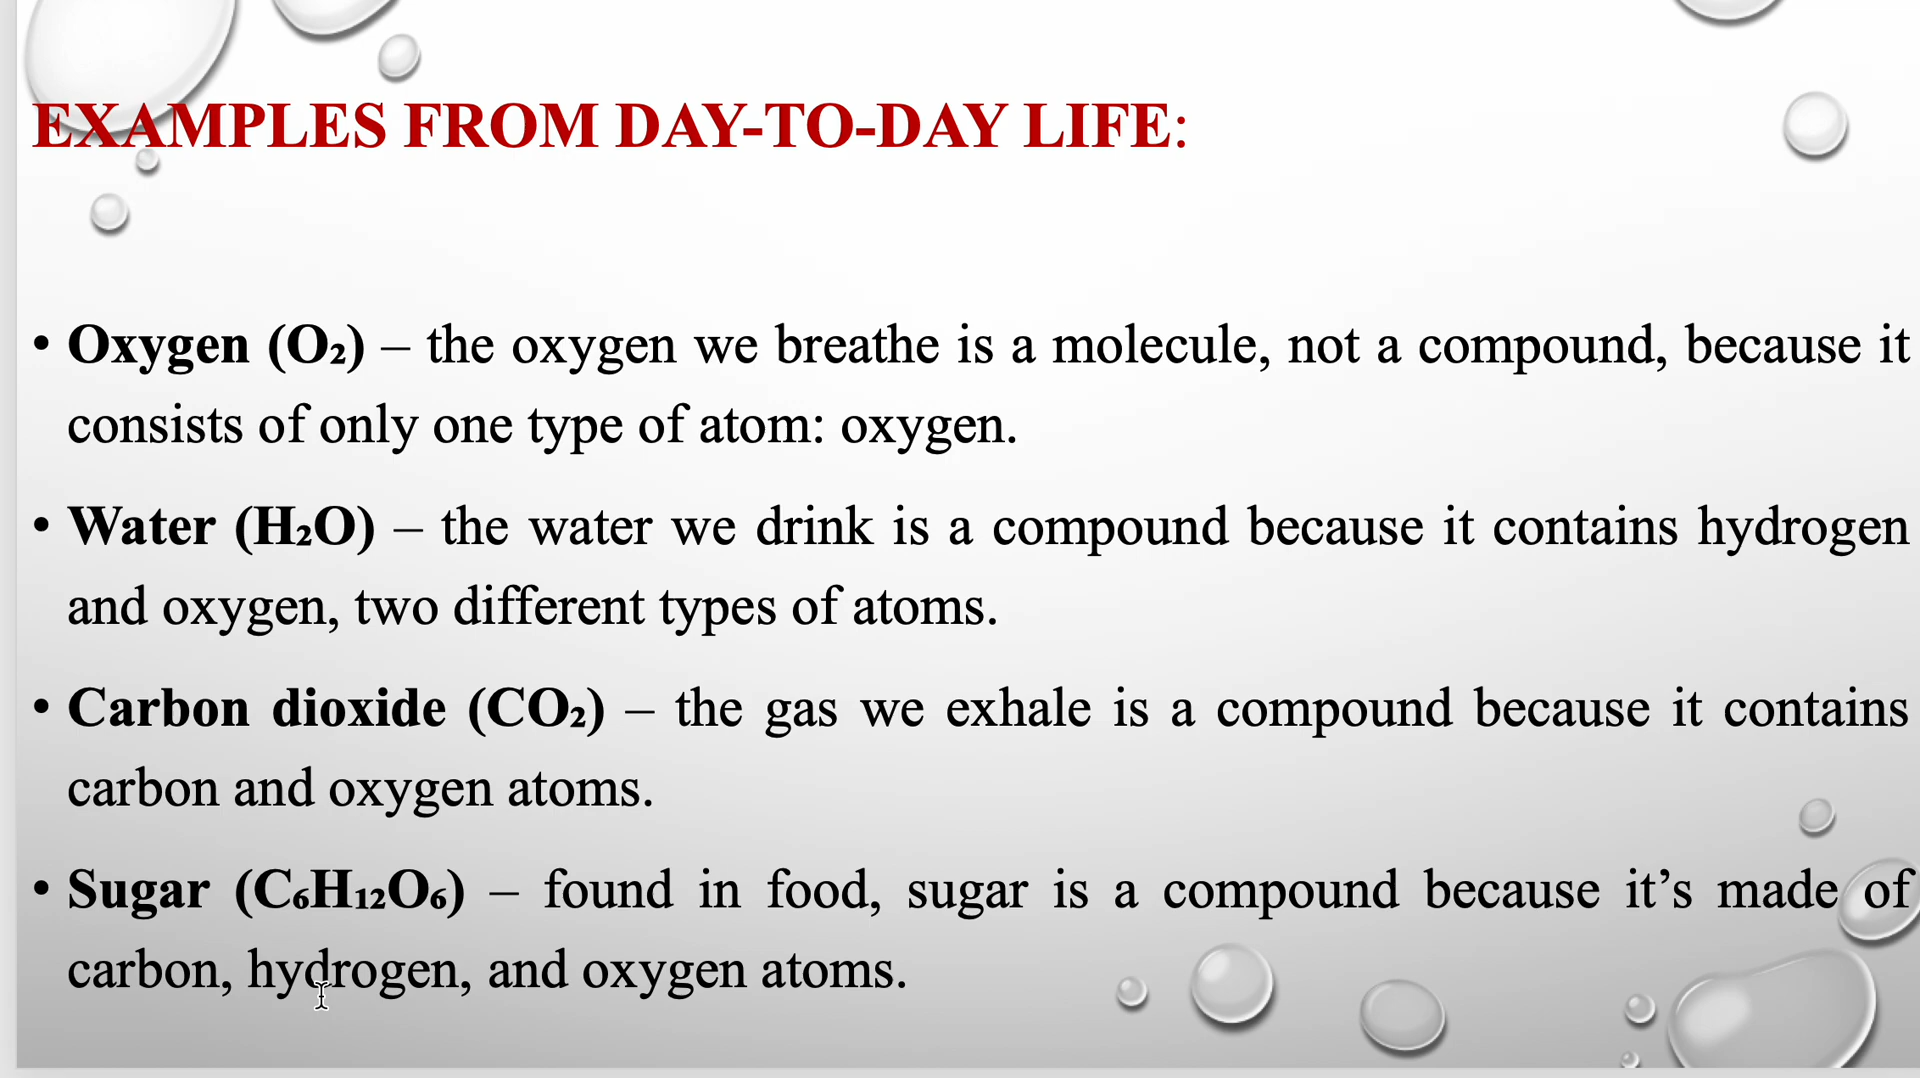 EXAMPLES FROM DAY-TO-DAY LIFE:
• Oxygen (O₂) – the oxygen we breathe is a molecule, not a compound, because it
consists of only one type of atom: oxygen.
• Water (H₂O) – the water we drink is a compound because it contains hydrogen
and oxygen, two different types of atoms.
• Carbon dioxide (CO₂) – the gas we exhale is a compound because it contains
carbon and oxygen atoms.
• Sugar (C₆H₁₂O₆) – found in food, sugar is a compound because it’s made of
carbon, hydrogen, and oxygen atoms.